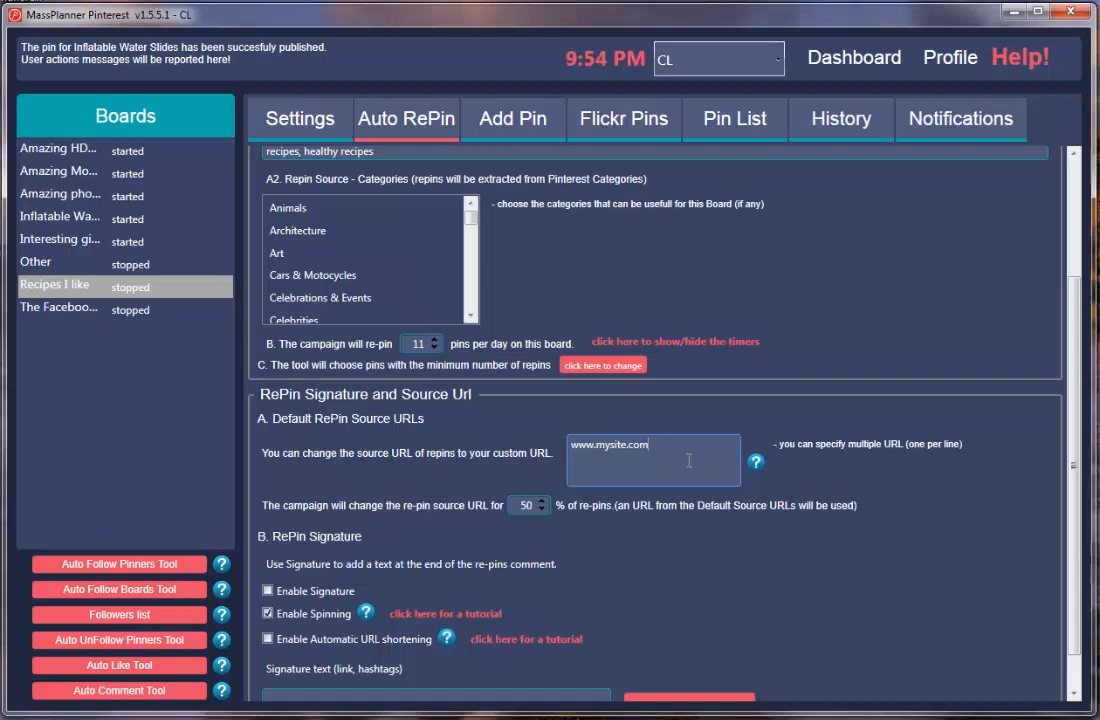 MassPlanner Pinterest v1.5.5.1 - CL
The pin for Inflatable Water Slides has been succesfuly published.
User actions messages will be reported here!
9:54 PM
CL
Dashboard
Profile
Help!
Boards
Amazing HD... started
Amazing Mo... started
Amazing pho... started
Inflatable Wa... started
Interesting gi... started
Other stopped
Recipes I like stopped
The Faceboo... stopped
Auto Follow Pinners Tool ?
Auto Follow Boards Tool ?
Followers list ?
Auto UnFollow Pinners Tool ?
Auto Like Tool ?
Auto Comment Tool ?
Settings
Auto RePin
Add Pin
Flickr Pins
Pin List
History
Notifications
recipes, healthy recipes
A2. Repin Source - Categories (repins will be extracted from Pinterest Categories)
Animals
Architecture
Art
Cars & Motocycles
Celebrations & Events
Celebrities
- choose the categories that can be usefull for this Board (if any)
B. The campaign will re-pin 11 pins per day on this board. click here to show/hide the timers
C. The tool will choose pins with the minimum number of repins click here to change
RePin Signature and Source Url
A. Default RePin Source URLs
You can change the source URL of repins to your custom URL.
www.mysite.com
?
- you can specify multiple URL (one per line)
The campaign will change the re-pin source URL for 50 % of re-pins.(an URL from the Default Source URLs will be used)
B. RePin Signature
Use Signature to add a text at the end of the re-pins comment.
Enable Signature
Enable Spinning ? click here for a tutorial
Enable Automatic URL shortening ? click here for a tutorial
Signature text (link, hashtags)